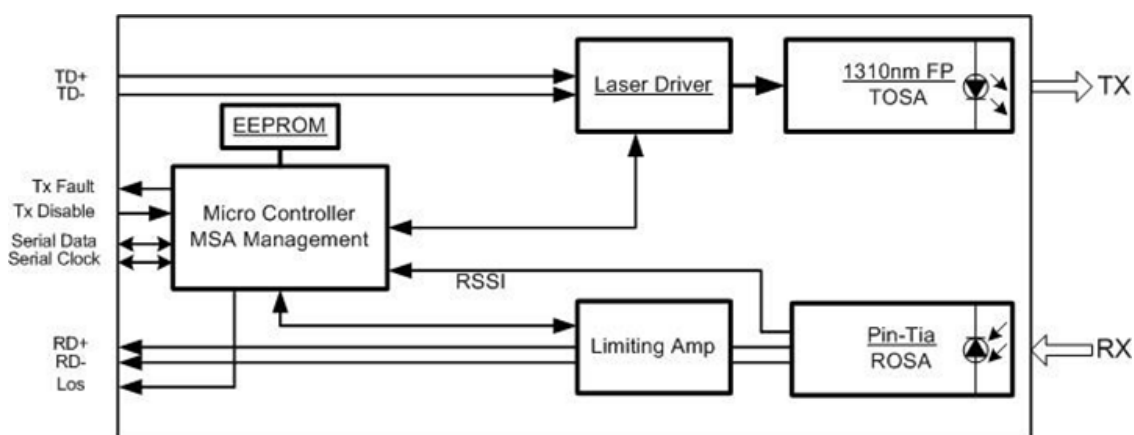 TD+
TD-
Laser Driver
1310nm FP
TOSA
TX
EEPROM
Tx Fault
Tx Disable
Serial Data
Serial Clock
Micro Controller
MSA Management
RSSI
RD+
RD-
Los
Limiting Amp
Pin-Tia
ROSA
RX